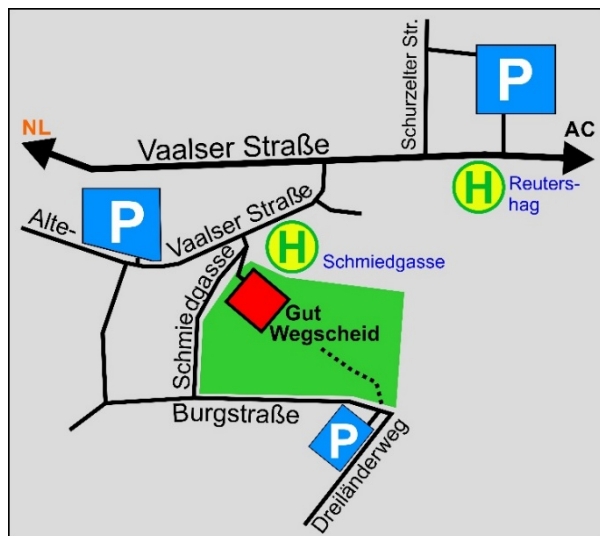 Schurzelter Str.
P
NL
AC
Vaalser Straße
H
Reuters-
hag
Alte-
P
Vaalser Straße
H
Schmiedgasse
Schmiedgasse
Gut
Wegscheid
Burgstraße
P
Dreiländerweg